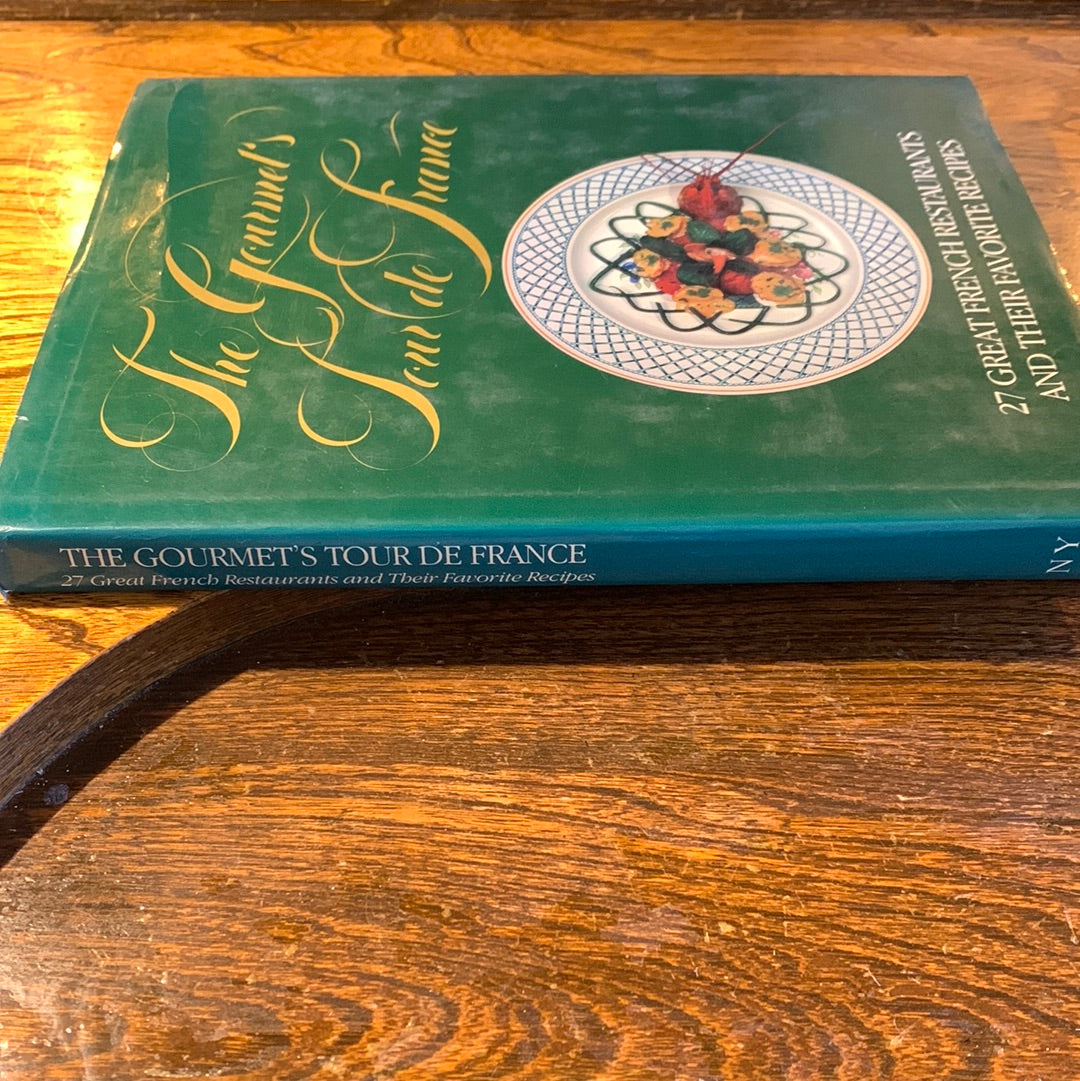 The Gourmet's
Tour de France
27 GREAT FRENCH RESTAURANTS
AND THEIR FAVORITE RECIPES
THE GOURMET'S TOUR DE FRANCE
27 Great French Restaurants and Their Favorite Recipes
NY